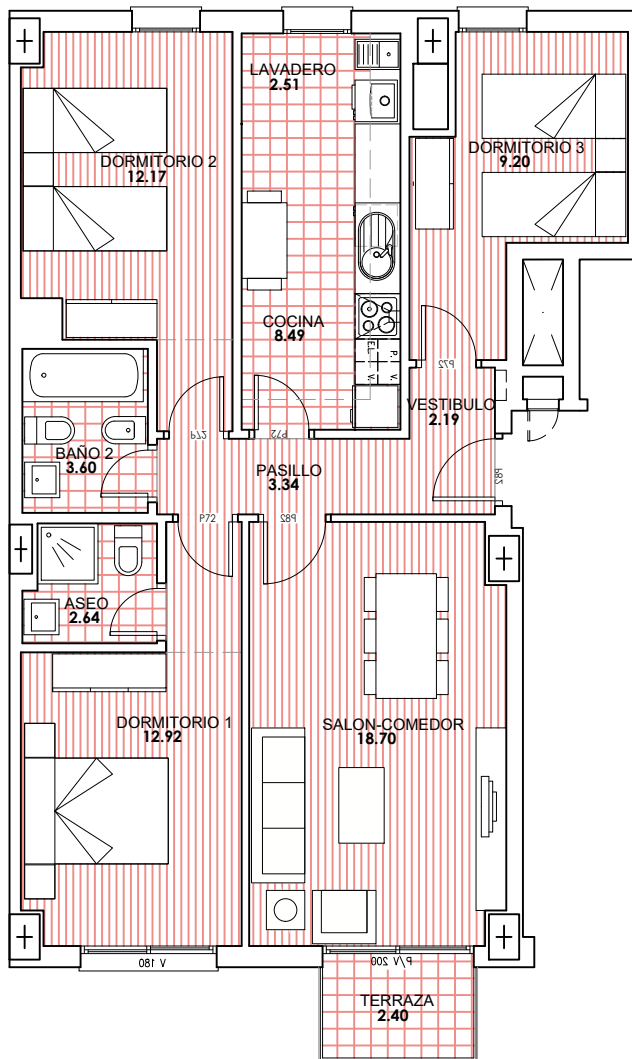 LAVADERO
2.51
DORMITORIO 2
12.17
DORMITORIO 3
9.20
COCINA
8.49
EL.
V.
P.
V.
P72
VESTIBULO
2.19
P72
P72
BAÑO 2
3.60
PASILLO
3.34
P82
P72
P82
ASEO
2.64
DORMITORIO 1
12.92
SALON-COMEDOR
18.70
V 180
P/V 200
TERRAZA
2.40